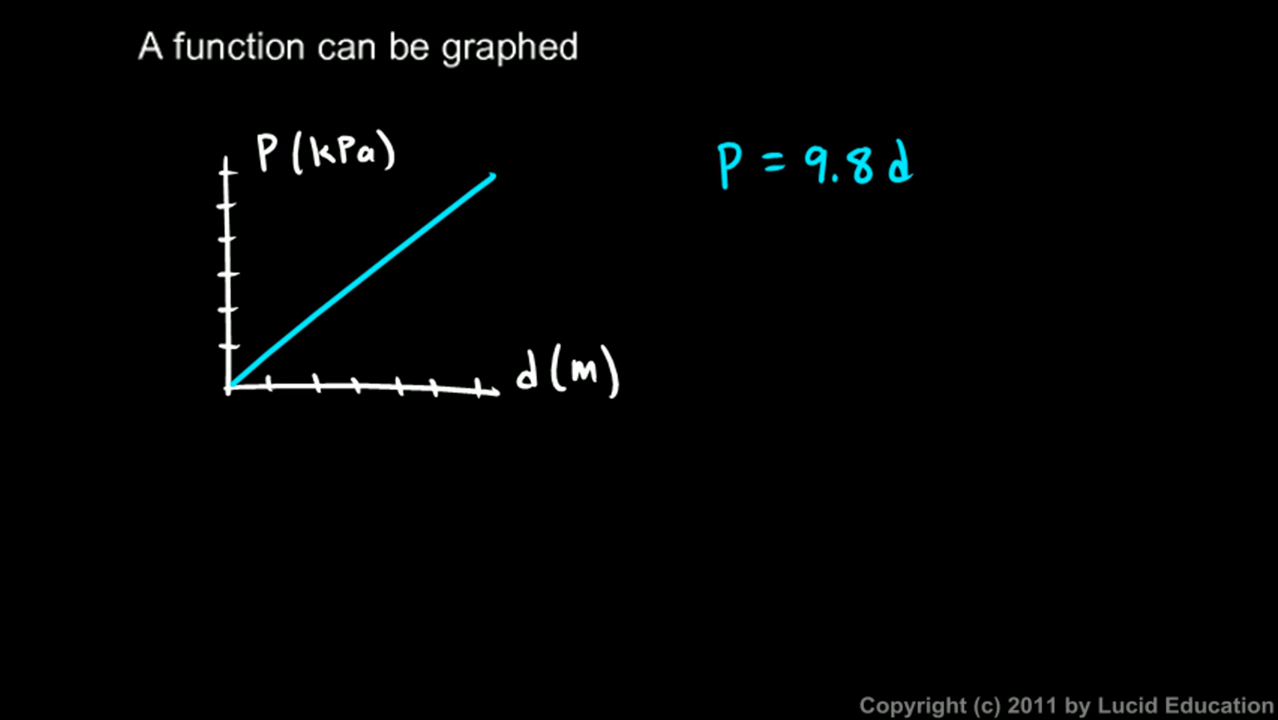 A function can be graphed
P (kPa)
P = 9.8 d
d (m)
Copyright (c) 2011 by Lucid Education